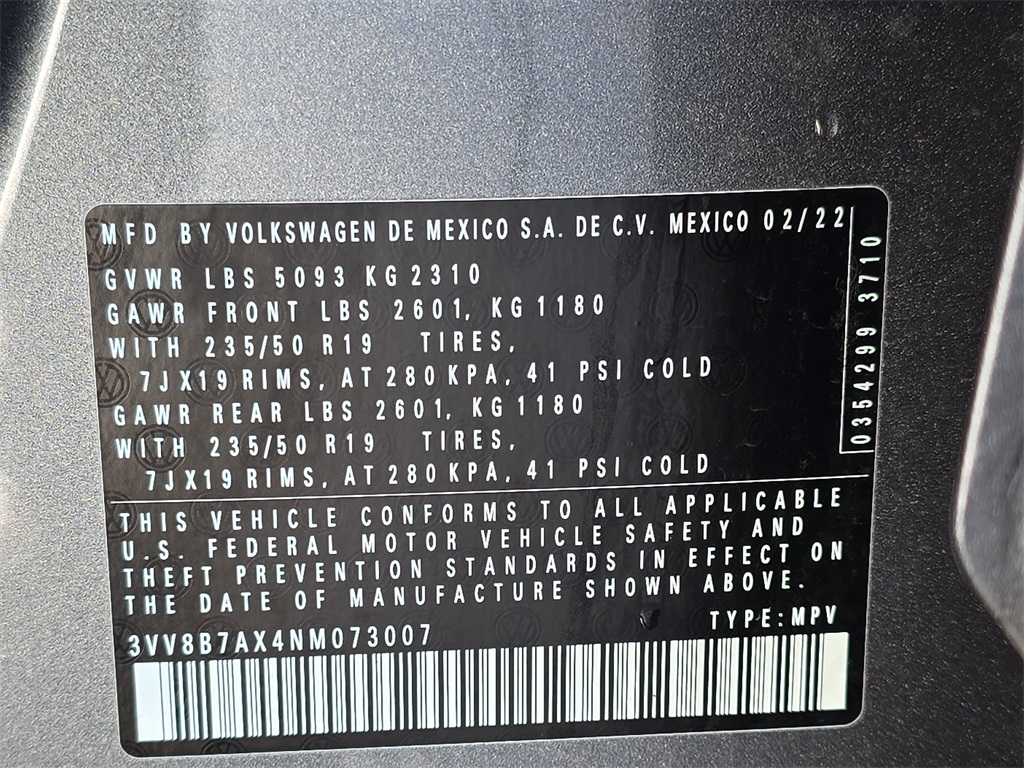 MFD BY VOLKSWAGEN DE MEXICO S.A. DE C.V. MEXICO 02/22
GVWR LBS 5093 KG 2310
GAWR FRONT LBS 2601, KG 1180
WITH 235/50 R19 TIRES,
7JX19 RIMS, AT 280 KPA, 41 PSI COLD
GAWR REAR LBS 2601, KG 1180
WITH 235/50 R19 TIRES,
7JX19 RIMS, AT 280 KPA, 41 PSI COLD
0354299 3710
THIS VEHICLE CONFORMS TO ALL APPLICABLE
U.S. FEDERAL MOTOR VEHICLE SAFETY AND
THEFT PREVENTION STANDARDS IN EFFECT ON
THE DATE OF MANUFACTURE SHOWN ABOVE.
TYPE: MPV
3VV8B7AX4NM073007